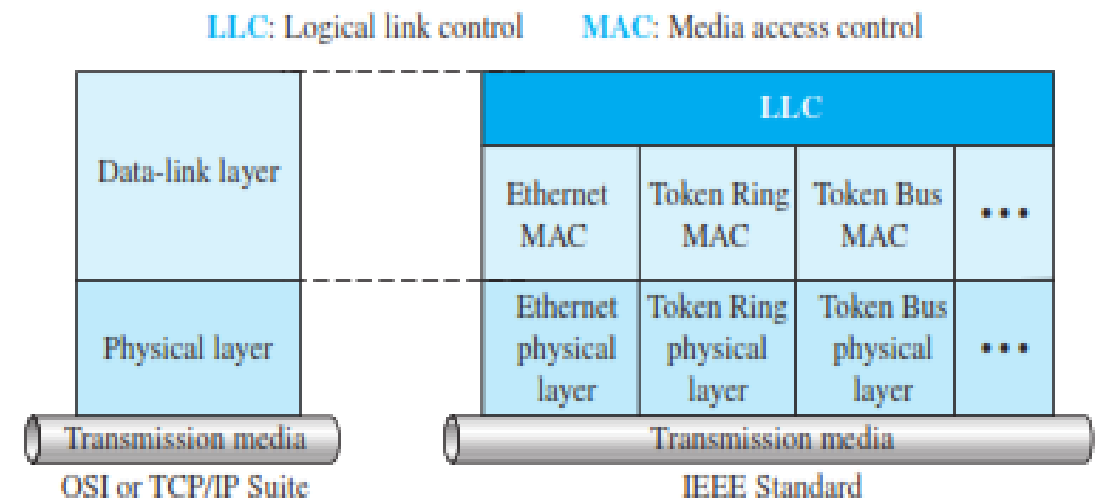 LLC: Logical link control MAC: Media access control
LLC
Data-link layer
Ethernet
MAC
Token Ring
MAC
Token Bus
MAC
•••
Physical layer
Ethernet
physical
layer
Token Ring
physical
layer
Token Bus
physical
layer
•••
Transmission media
Transmission media
OSI or TCP/IP Suite
IEEE Standard